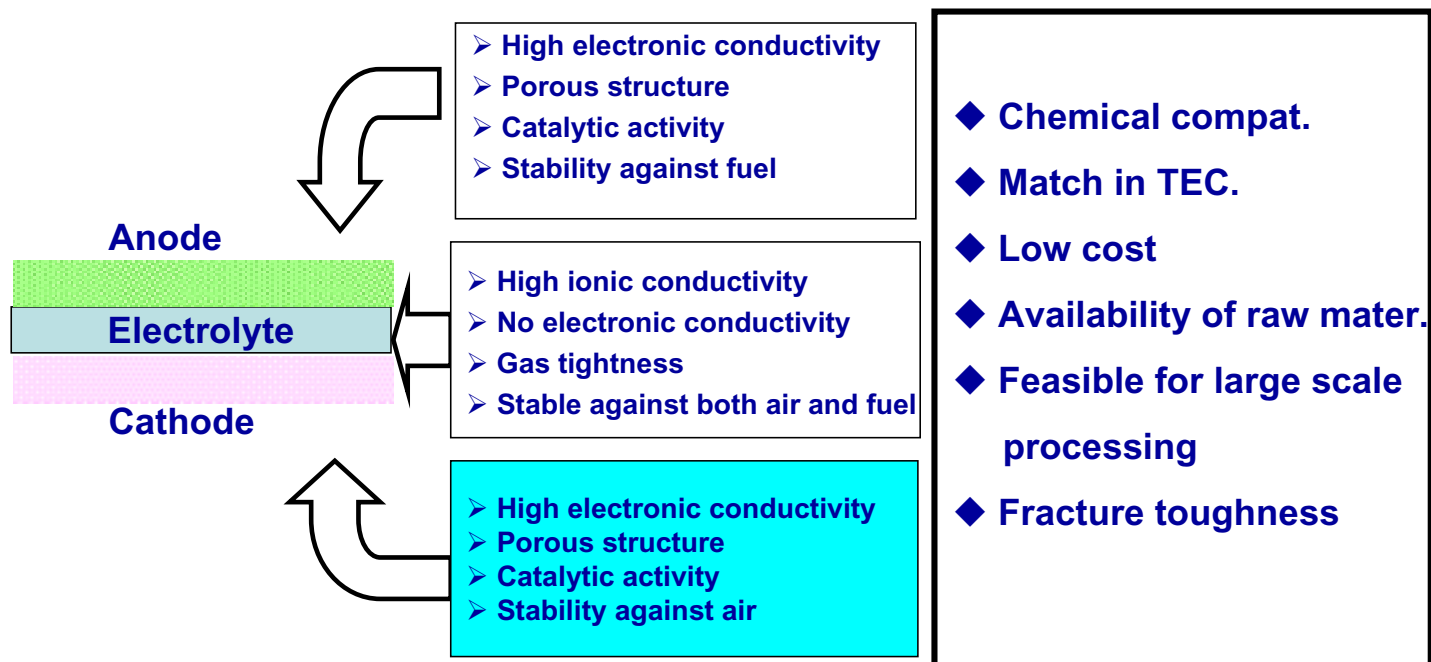 ➢ High electronic conductivity
➢ Porous structure
➢ Catalytic activity
➢ Stability against fuel
Anode
Electrolyte
Cathode
➢ High ionic conductivity
➢ No electronic conductivity
➢ Gas tightness
➢ Stable against both air and fuel
➢ High electronic conductivity
➢ Porous structure
➢ Catalytic activity
➢ Stability against air
◆ Chemical compat.
◆ Match in TEC.
◆ Low cost
◆ Availability of raw mater.
◆ Feasible for large scale
processing
◆ Fracture toughness